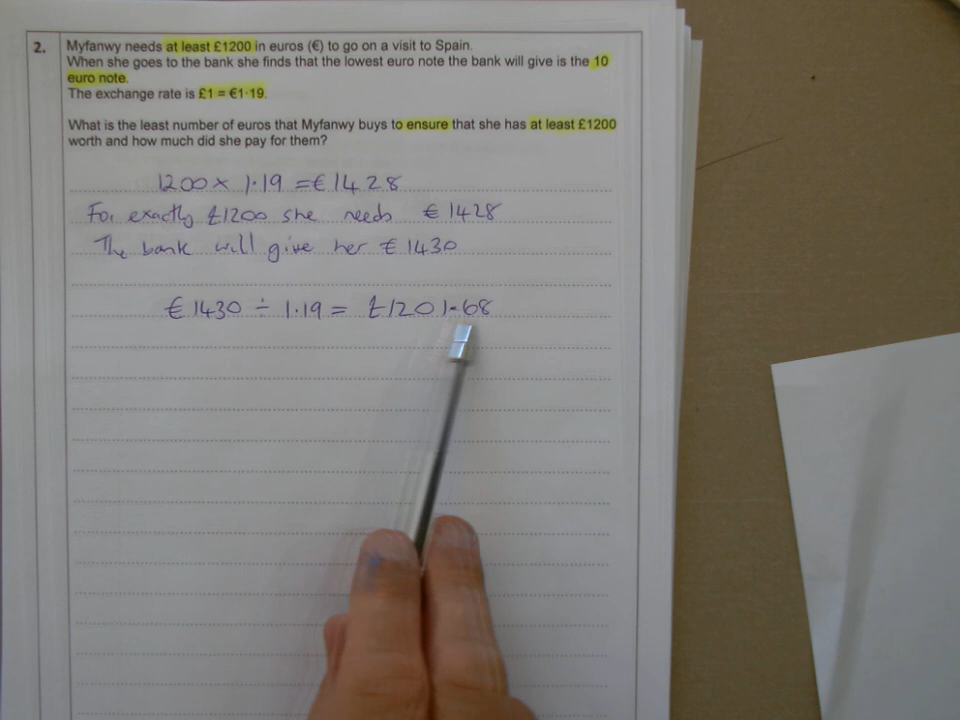 2. Myfanwy needs at least £1200 in euros (€) to go on a visit to Spain.
When she goes to the bank she finds that the lowest euro note the bank will give is the 10
euro note.
The exchange rate is £1 = €1·19.
What is the least number of euros that Myfanwy buys to ensure that she has at least £1200
worth and how much did she pay for them?
1200 × 1·19 = € 1428
For exactly £1200 she needs € 1428
The bank will give her € 1430
€ 1430 ÷ 1·19 = £1201·68